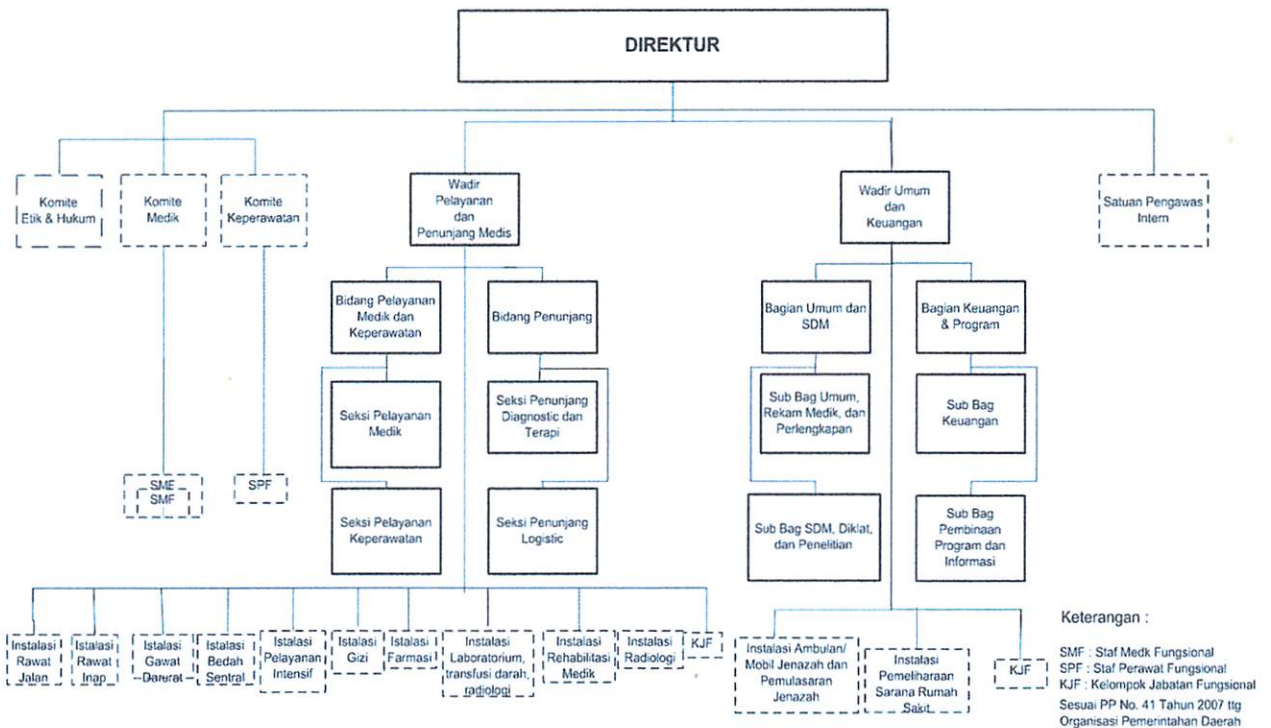 DIREKTUR
Komite
Etik & Hukum
Komite
Medik
Komite
Keperawatan
Wadir
Pelayanan
dan
Penunjang Medis
Wadir Umum
dan
Keuangan
Satuan Pengawas
Intern
Bidang Pelayanan
Medik dan
Keperawatan
Bidang Penunjang
Bagian Umum dan
SDM
Bagian Keuangan
& Program
Seksi Pelayanan
Medik
Seksi Penunjang
Diagnostic dan
Terapi
Sub Bag Umum,
Rekam Medik, dan
Perlengkapan
Sub Bag
Keuangan
SMF
SMF
SPF
Seksi Pelayanan
Keperawatan
Seksi Penunjang
Logistic
Sub Bag SDM, Diklat,
dan Penelitian
Sub Bag
Pembinaan
Program dan
Informasi
Instalasi
Rawat
Jalan
Istalasi
Rawat
Inap
Istalasi
Gawat
Darurat
Istalasi
Bedah
Sentral
Istalasi
Pelayanan
Intensif
Istalasi
Gizi
Istalasi
Farmasi
Instalasi
Laboratorium,
transfusi darah,
radiologi
Instalasi
Rehabilitasi
Medik
Instalasi
Radiologi
KJF
Instalasi Ambulan/
Mobil Jenazah dan
Pemulasaran
Jenazah
Instalasi
Pemeliharaan
Sarana Rumah
Sakit
KJF
Keterangan :
SMF : Staf Medk Fungsional
SPF : Staf Perawat Fungsional
KJF : Kelompok Jabatan Fungsional
Sesuai PP No. 41 Tahun 2007 ttg
Organisasi Pemerintahan Daerah